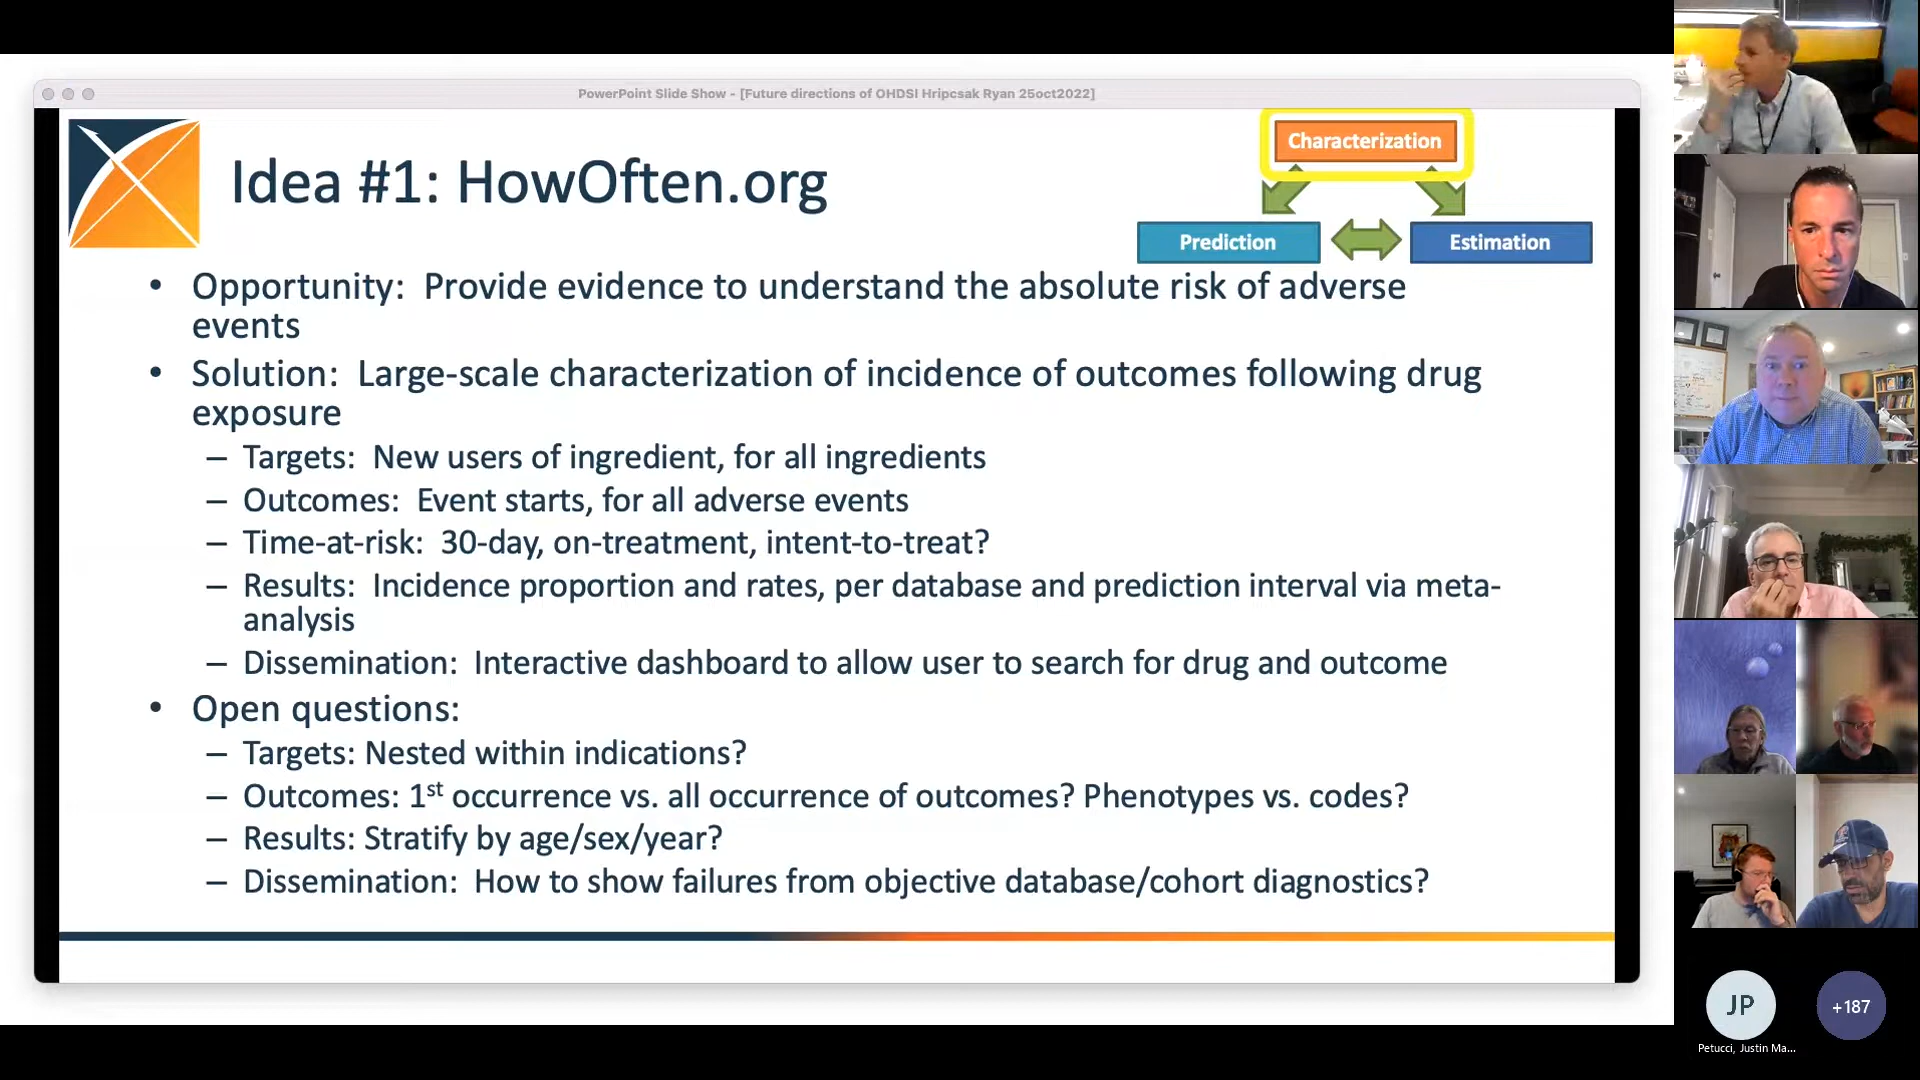 PowerPoint Slide Show - [Future directions of OHDSI Hripcsak Ryan 25oct2022]
Characterization
Idea #1: HowOften.org
Prediction
Estimation
• Opportunity:  Provide evidence to understand the absolute risk of adverse
events
• Solution:  Large-scale characterization of incidence of outcomes following drug
exposure
– Targets:  New users of ingredient, for all ingredients
– Outcomes:  Event starts, for all adverse events
– Time-at-risk:  30-day, on-treatment, intent-to-treat?
– Results:  Incidence proportion and rates, per database and prediction interval via meta-
analysis
– Dissemination:  Interactive dashboard to allow user to search for drug and outcome
• Open questions:
– Targets: Nested within indications?
– Outcomes: 1st occurrence vs. all occurrence of outcomes? Phenotypes vs. codes?
– Results: Stratify by age/sex/year?
– Dissemination:  How to show failures from objective database/cohort diagnostics?
JP
+187
Petucci, Justin Ma...